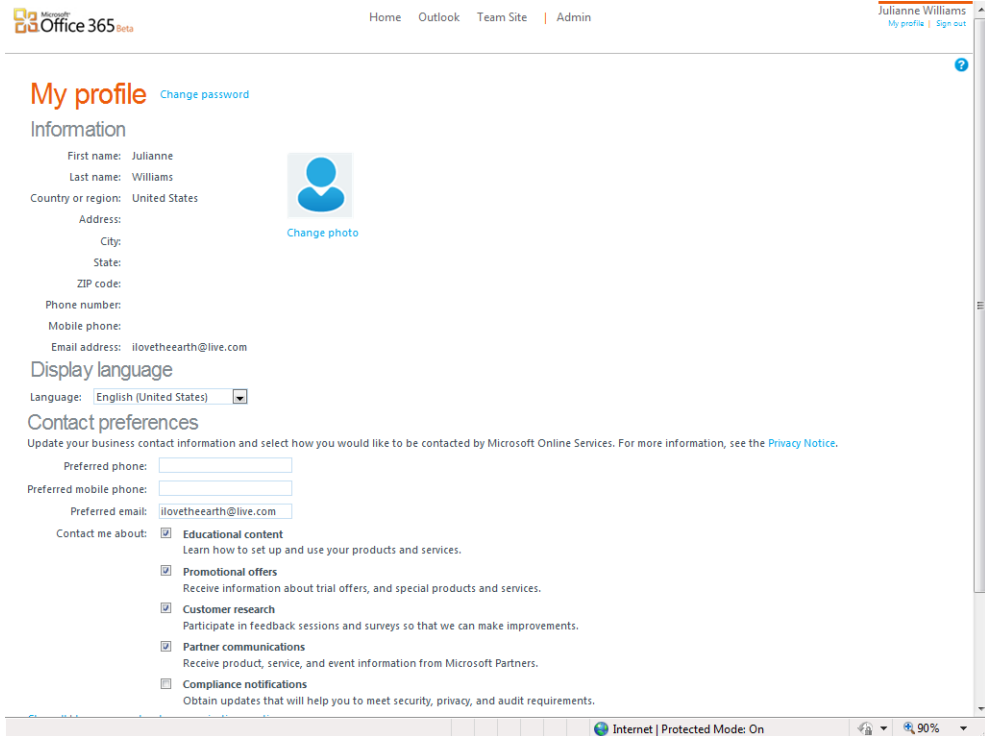 Microsoft
Office 365 Beta
Home Outlook Team Site | Admin
Julianne Williams
My profile | Sign out
?
My profile Change password
Information
First name: Julianne
Last name: Williams
Country or region: United States
Address:
City:
State:
ZIP code:
Phone number:
Mobile phone:
Email address: ilovetheearth@live.com
Change photo
Display language
Language: English (United States)
Contact preferences
Update your business contact information and select how you would like to be contacted by Microsoft Online Services. For more information, see the Privacy Notice.
Preferred phone:
Preferred mobile phone:
Preferred email: ilovetheearth@live.com
Contact me about: Educational content
Learn how to set up and use your products and services.
Promotional offers
Receive information about trial offers, and special products and services.
Customer research
Participate in feedback sessions and surveys so that we can make improvements.
Partner communications
Receive product, service, and event information from Microsoft Partners.
Compliance notifications
Obtain updates that will help you to meet security, privacy, and audit requirements.
Internet | Protected Mode: On
90%